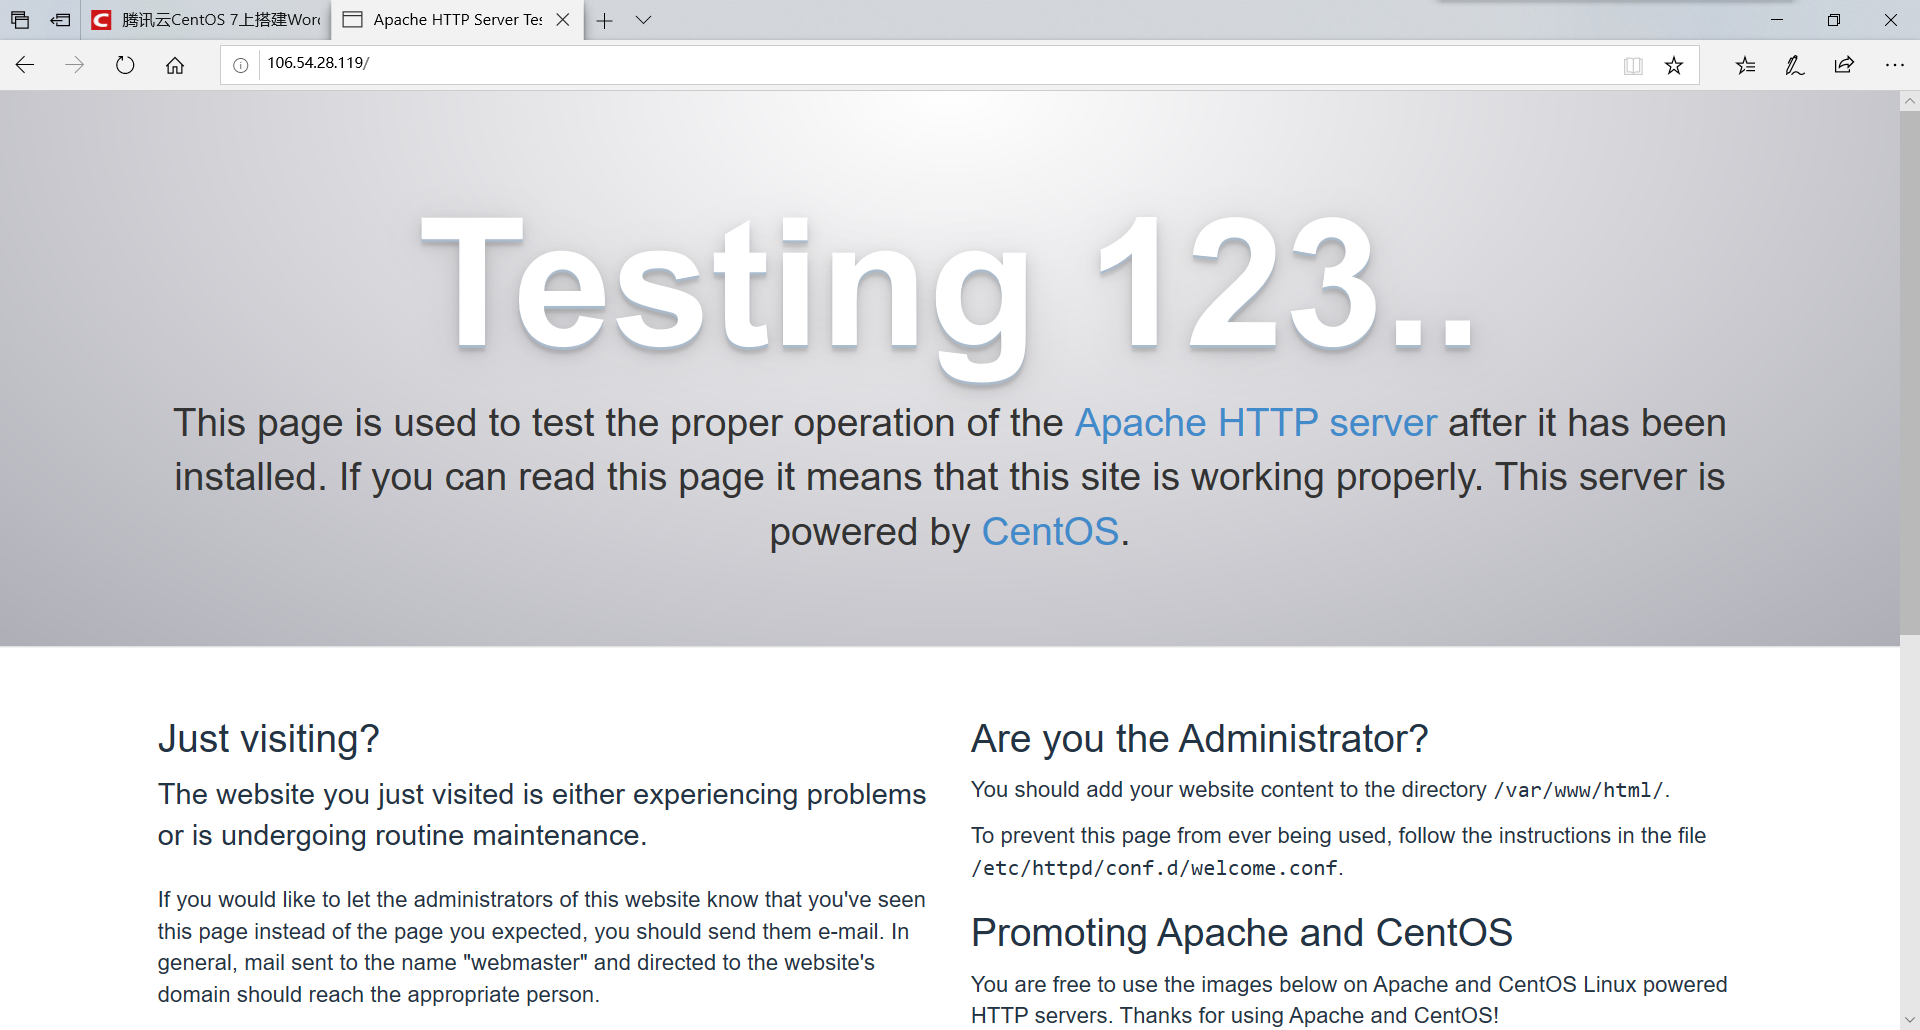 腾讯云CentOS 7上搭建Wor
Apache HTTP Server Tes
106.54.28.119/
Testing 123..
This page is used to test the proper operation of the Apache HTTP server after it has been
installed. If you can read this page it means that this site is working properly. This server is
powered by CentOS.
Just visiting?
The website you just visited is either experiencing problems
or is undergoing routine maintenance.
If you would like to let the administrators of this website know that you've seen
this page instead of the page you expected, you should send them e-mail. In
general, mail sent to the name "webmaster" and directed to the website's
domain should reach the appropriate person.
Are you the Administrator?
You should add your website content to the directory /var/www/html/.
To prevent this page from ever being used, follow the instructions in the file
/etc/httpd/conf.d/welcome.conf.
Promoting Apache and CentOS
You are free to use the images below on Apache and CentOS Linux powered
HTTP servers. Thanks for using Apache and CentOS!